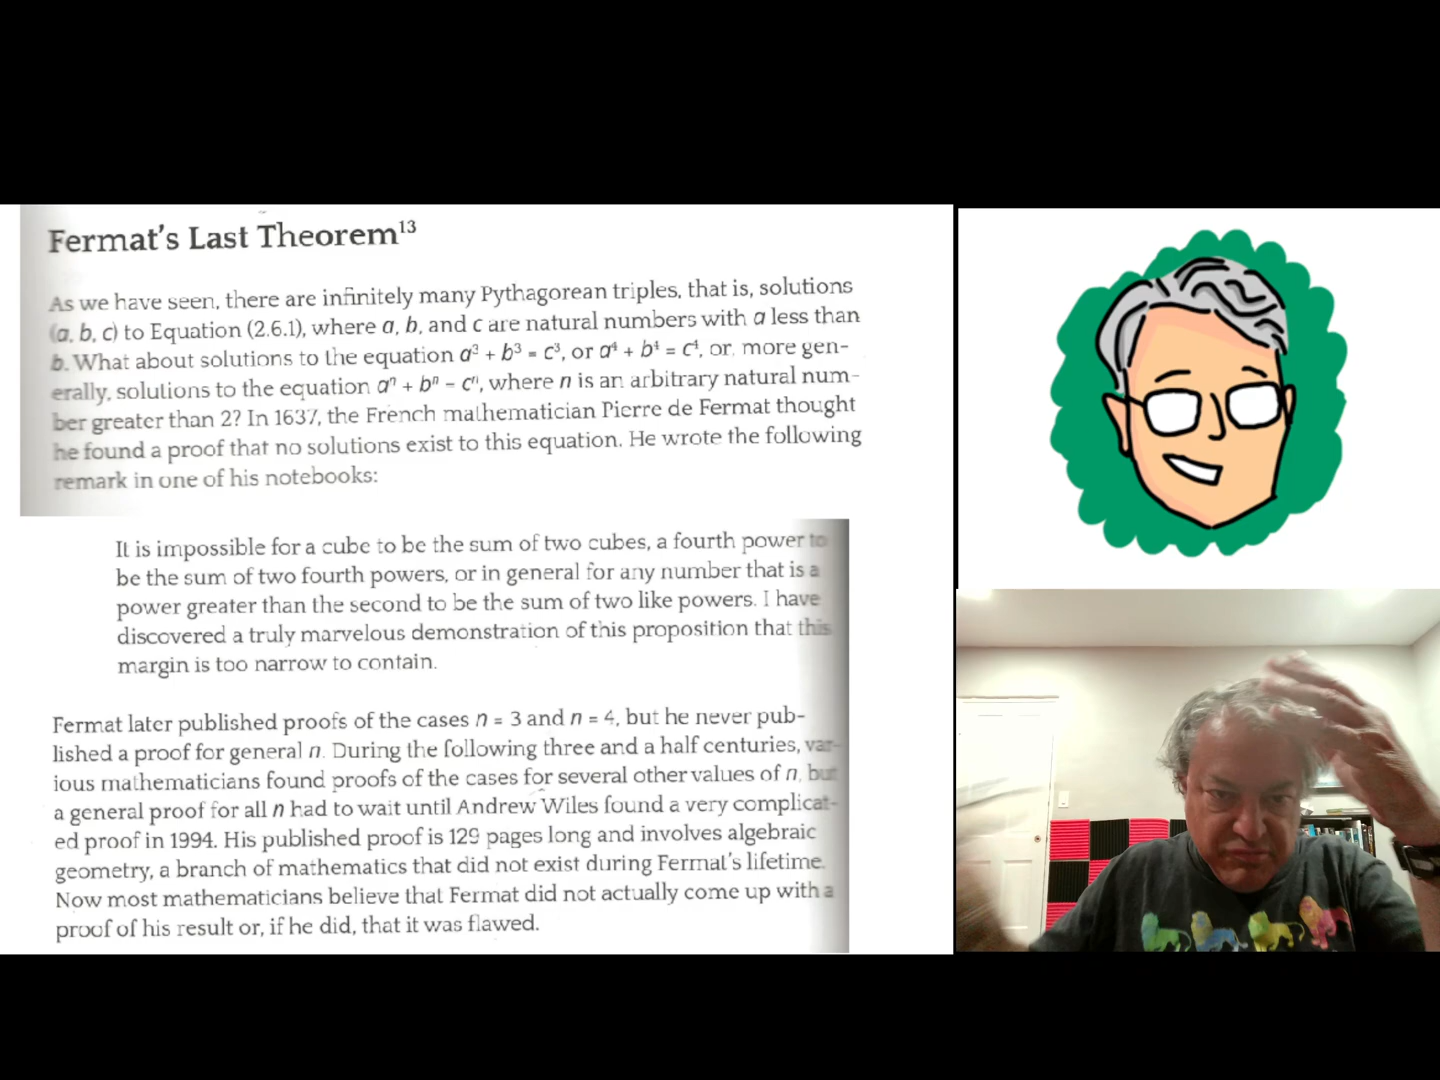 Fermat's Last Theorem¹³
As we have seen, there are infinitely many Pythagorean triples, that is, solutions
(a, b, c) to Equation (2.6.1), where a, b, and c are natural numbers with a less than
b. What about solutions to the equation a³ + b³ = c³, or a⁴ + b⁴ = c⁴, or, more gen-
erally, solutions to the equation aⁿ + bⁿ = cⁿ, where n is an arbitrary natural num-
ber greater than 2? In 1637, the French mathematician Pierre de Fermat thought
he found a proof that no solutions exist to this equation. He wrote the following
remark in one of his notebooks:
It is impossible for a cube to be the sum of two cubes, a fourth power to
be the sum of two fourth powers, or in general for any number that is a
power greater than the second to be the sum of two like powers. I have
discovered a truly marvelous demonstration of this proposition that this
margin is too narrow to contain.
Fermat later published proofs of the cases n = 3 and n = 4, but he never pub-
lished a proof for general n. During the following three and a half centuries, var-
ious mathematicians found proofs of the cases for several other values of n, but
a general proof for all n had to wait until Andrew Wiles found a very complicat-
ed proof in 1994. His published proof is 129 pages long and involves algebraic
geometry, a branch of mathematics that did not exist during Fermat's lifetime.
Now most mathematicians believe that Fermat did not actually come up with a
proof of his result or, if he did, that it was flawed.